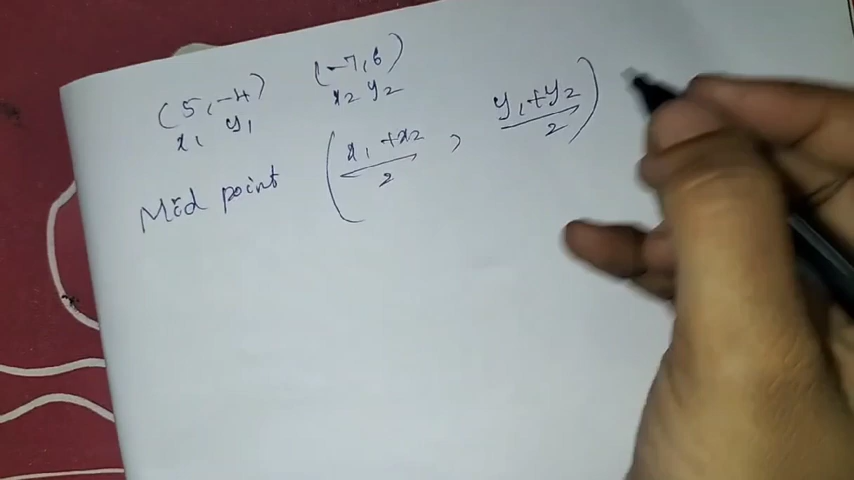 (5, -4) (-7, 6)
x₁ y₁ x₂ y₂
Mid point (x₁+x₂/2, y₁+y₂/2)